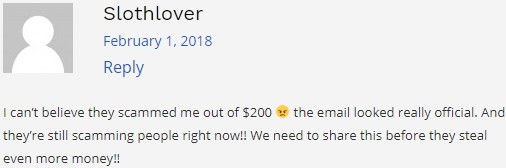 Slothlover
February 1, 2018
Reply
I can't believe they scammed me out of $200 😠 the email looked really official. And
they're still scamming people right now!! We need to share this before they steal
even more money!!